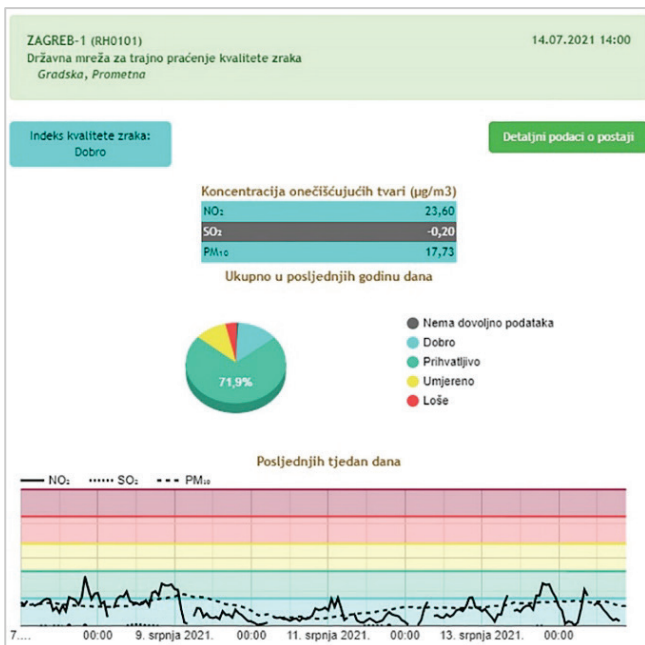 ZAGREB-1 (RH0101) 14.07.2021 14:00
Državna mreža za trajno praćenje kvalitete zraka
Gradska, Prometna
Indeks kvalitete zraka:
Dobro
Detaljni podaci o postaji
Koncentracija onečišćujućih tvari (µg/m3)
NO₂ 23,60
SO₂ -0,20
PM₁₀ 17,73
Ukupno u posljednjih godinu dana
71,9%
Nema dovoljno podataka
Dobro
Prihvatljivo
Umjereno
Loše
Posljednjih tjedan dana
NO₂ SO₂ PM₁₀
7.... 00:00 9. srpnja 2021. 00:00 11. srpnja 2021. 00:00 13. srpnja 2021. 00:00